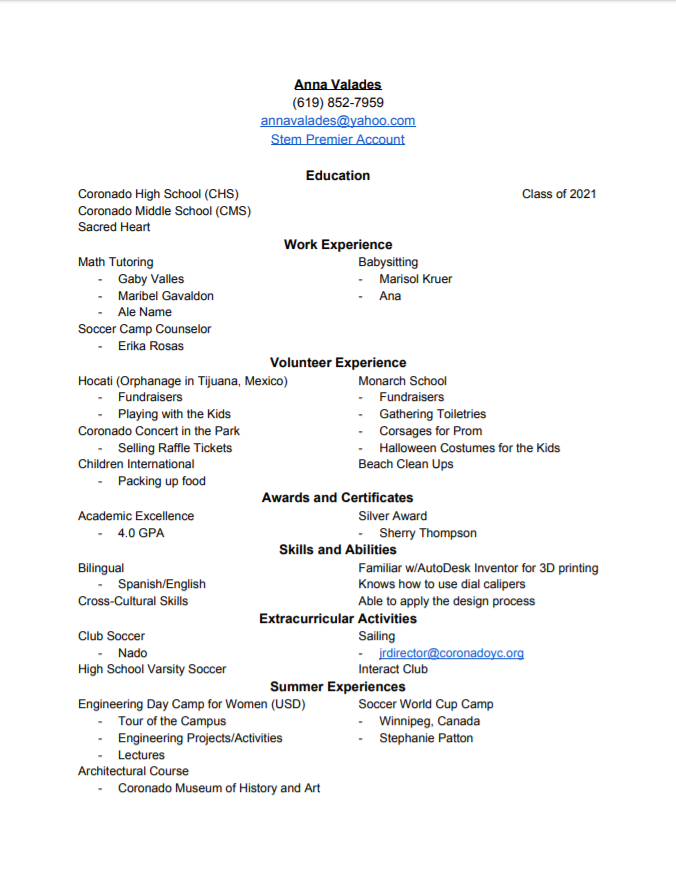 Anna Valades
(619) 852-7959
annavalades@yahoo.com
Stem Premier Account
Education
Coronado High School (CHS) Class of 2021
Coronado Middle School (CMS)
Sacred Heart
Work Experience
Math Tutoring Babysitting
- Gaby Valles - Marisol Kruer
- Maribel Gavaldon - Ana
- Ale Name
Soccer Camp Counselor
- Erika Rosas
Volunteer Experience
Hocati (Orphanage in Tijuana, Mexico) Monarch School
- Fundraisers - Fundraisers
- Playing with the Kids - Gathering Toiletries
Coronado Concert in the Park - Corsages for Prom
- Selling Raffle Tickets - Halloween Costumes for the Kids
Children International Beach Clean Ups
- Packing up food
Awards and Certificates
Academic Excellence Silver Award
- 4.0 GPA - Sherry Thompson
Skills and Abilities
Bilingual Familiar w/AutoDesk Inventor for 3D printing
- Spanish/English Knows how to use dial calipers
Cross-Cultural Skills Able to apply the design process
Extracurricular Activities
Club Soccer Sailing
- Nado - jrdirector@coronadoyc.org
High School Varsity Soccer Interact Club
Summer Experiences
Engineering Day Camp for Women (USD) Soccer World Cup Camp
- Tour of the Campus - Winnipeg, Canada
- Engineering Projects/Activities - Stephanie Patton
- Lectures
Architectural Course
- Coronado Museum of History and Art